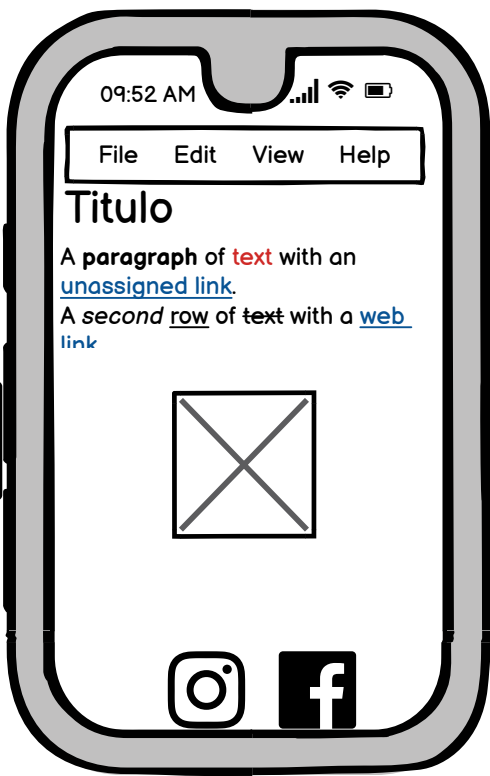 09:52 AM
File Edit View Help
Titulo
A paragraph of text with an
unassigned link.
A second row of text with a web
link